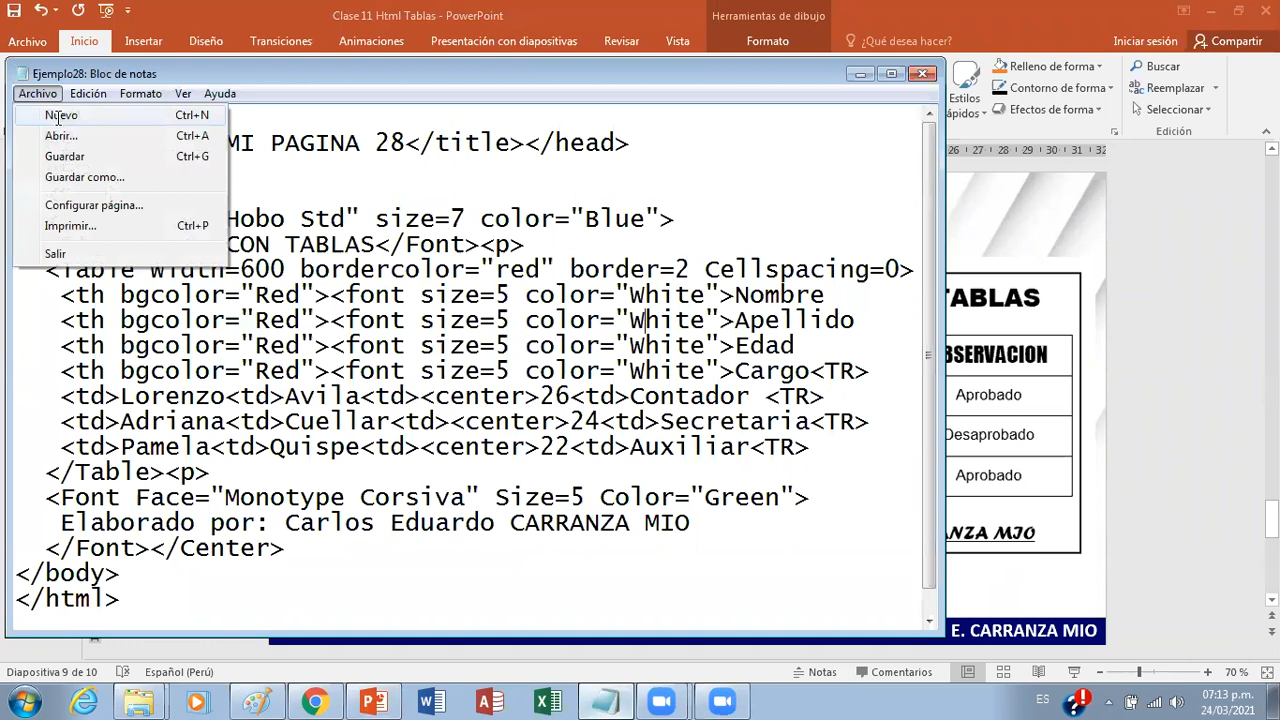 Clase 11 Html Tablas - PowerPoint
Herramientas de dibujo
Archivo Inicio Insertar Diseño Transiciones Animaciones Presentación con diapositivas Revisar Vista Formato ¿Qué desea hacer? Iniciar sesión Compartir
Ejemplo28: Bloc de notas
Archivo Edición Formato Ver Ayuda
Nuevo Ctrl+N
Abrir... Ctrl+A
Guardar Ctrl+G
Guardar como...
Configurar página...
Imprimir... Ctrl+P
Salir
MI PAGINA 28</title></head>
Hobo Std" size=7 color="Blue">
CON TABLAS</Font><p>
<Table width=600 bordercolor="red" border=2 Cellspacing=0>
<th bgcolor="Red"><font size=5 color="White">Nombre
<th bgcolor="Red"><font size=5 color="White">Apellido
<th bgcolor="Red"><font size=5 color="White">Edad
<th bgcolor="Red"><font size=5 color="White">Cargo<TR>
<td>Lorenzo<td>Avila<td><center>26<td>Contador <TR>
<td>Adriana<td>Cuellar<td><center>24<td>Secretaria<TR>
<td>Pamela<td>Quispe<td><center>22<td>Auxiliar<TR>
</Table><p>
<Font Face="Monotype Corsiva" Size=5 Color="Green">
Elaborado por: Carlos Eduardo CARRANZA MIO
</Font></Center>
</body>
</html>
Estilos
rápidos
Relleno de forma
Contorno de forma
Efectos de forma
Buscar
Reemplazar
Seleccionar
Edición
26 27 28 29 30 31 32
TABLAS
BSERVACION
Aprobado
Desaprobado
Aprobado
NZA MIO
E. CARRANZA MIO
Diapositiva 9 de 10 Español (Perú) Notas Comentarios 70 %
ES
07:13 p.m.
24/03/2021